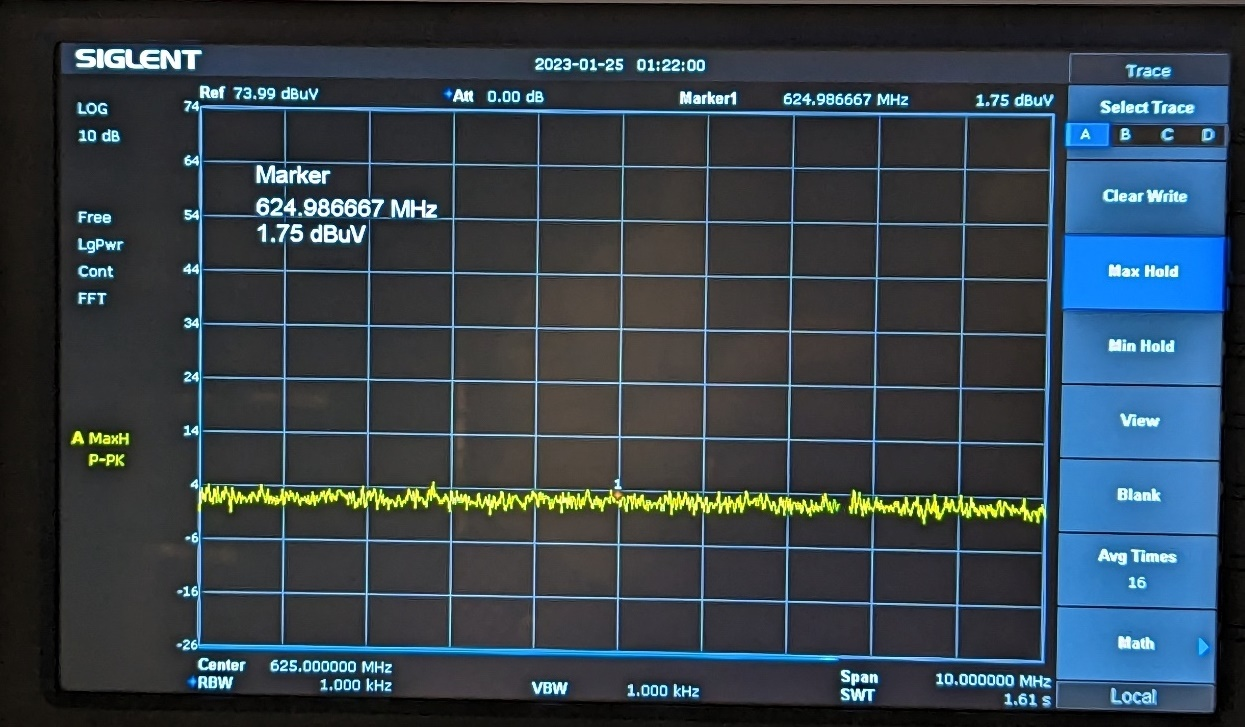 SIGLENT
2023-01-25 01:22:00
Trace
Ref 73.99 dBuV
Att 0.00 dB
Marker1 624.986667 MHz 1.75 dBuV
Select Trace
A B C D
LOG
10 dB
Free
LgPwr
Cont
FFT
A MaxH
P-PK
74
64
54
44
34
24
14
4
-6
-16
-26
Marker
624.986667 MHz
1.75 dBuV
1
Clear Write
Max Hold
Min Hold
View
Blank
Avg Times
16
Math
Local
Center 625.000000 MHz
RBW 1.000 kHz
VBW 1.000 kHz
Span 10.000000 MHz
SWT 1.61 s